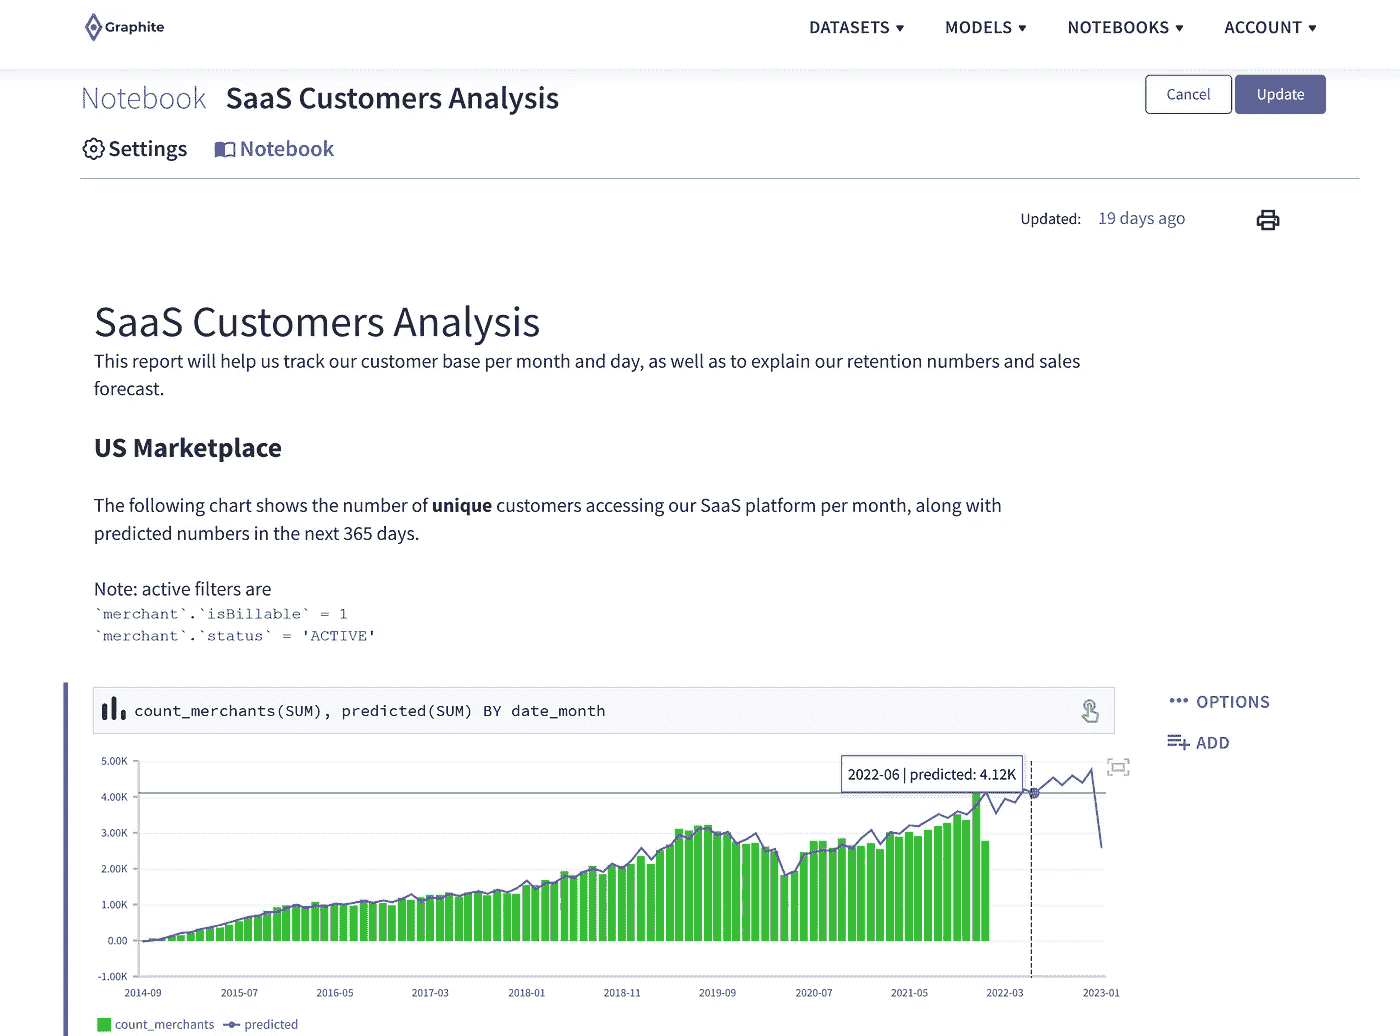 Graphite
DATASETS MODELS NOTEBOOKS ACCOUNT
Notebook SaaS Customers Analysis
Cancel Update
Settings Notebook
Updated: 19 days ago
SaaS Customers Analysis
This report will help us track our customer base per month and day, as well as to explain our retention numbers and sales
forecast.
US Marketplace
The following chart shows the number of unique customers accessing our SaaS platform per month, along with
predicted numbers in the next 365 days.
Note: active filters are
`merchant`.`isBillable` = 1
`merchant`.`status` = 'ACTIVE'
count_merchants(SUM), predicted(SUM) BY date_month
OPTIONS
ADD
2022-06 | predicted: 4.12K
5.00K
4.00K
3.00K
2.00K
1.00K
0.00
-1.00K
2014-09 2015-07 2016-05 2017-03 2018-01 2018-11 2019-09 2020-07 2021-05 2022-03 2023-01
count_merchants predicted